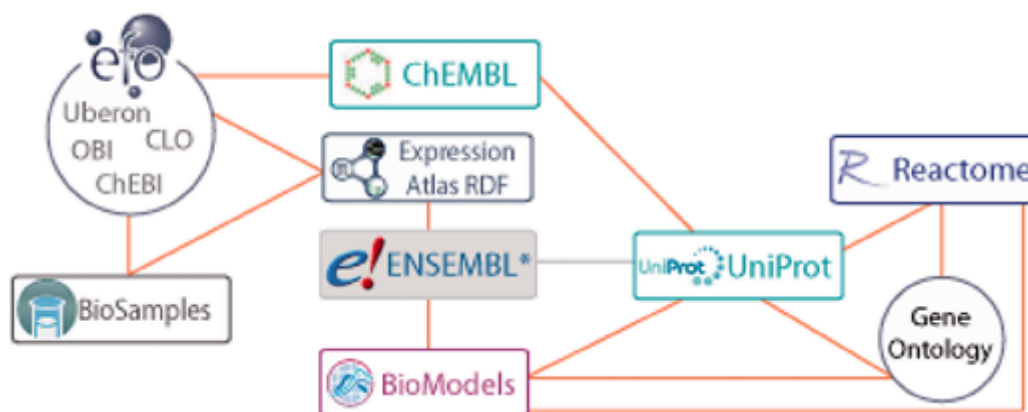 efo
Uberon
OBI
CLO
ChEBI
BioSamples
ChEMBL
Expression
Atlas RDF
e!ENSEMBL*
BioModels
UniProt UniProt
R Reactome
Gene
Ontology